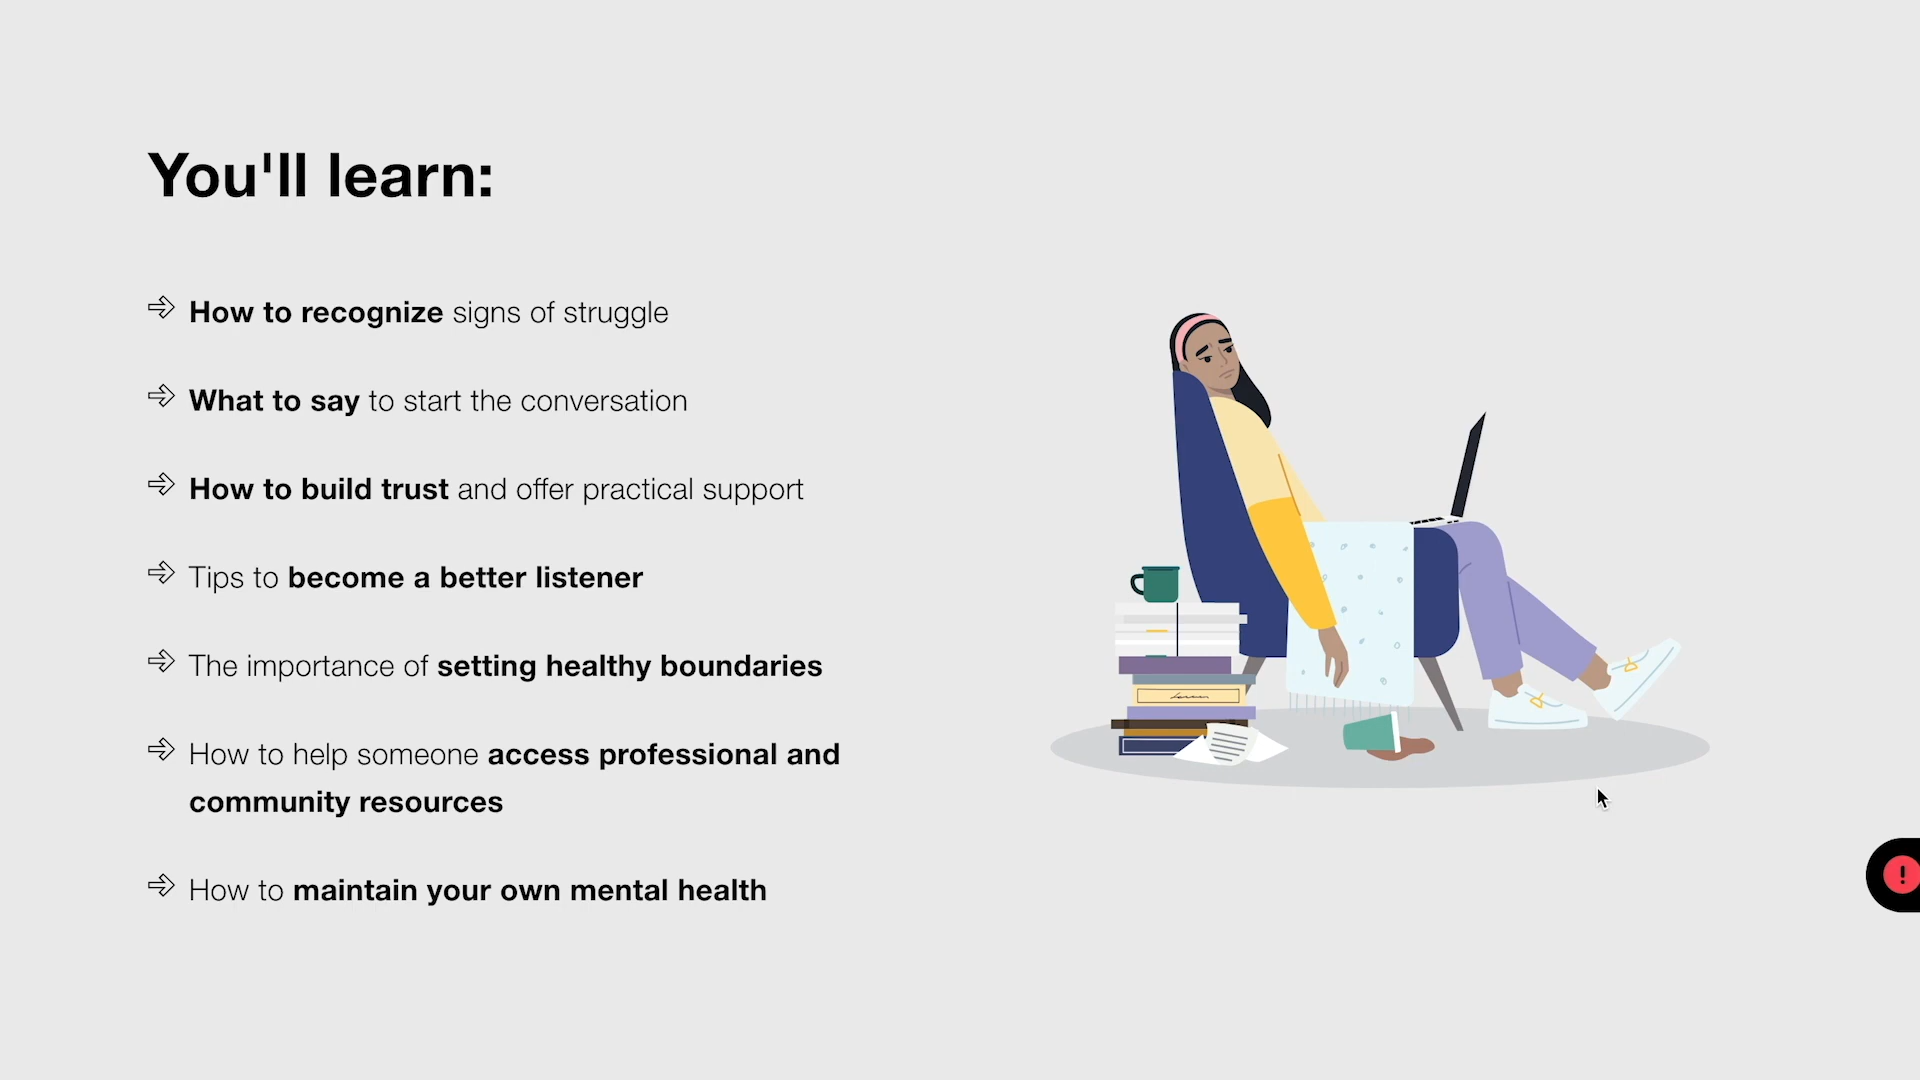 You'll learn:
How to recognize signs of struggle
What to say to start the conversation
How to build trust and offer practical support
Tips to become a better listener
The importance of setting healthy boundaries
How to help someone access professional and
community resources
How to maintain your own mental health
!